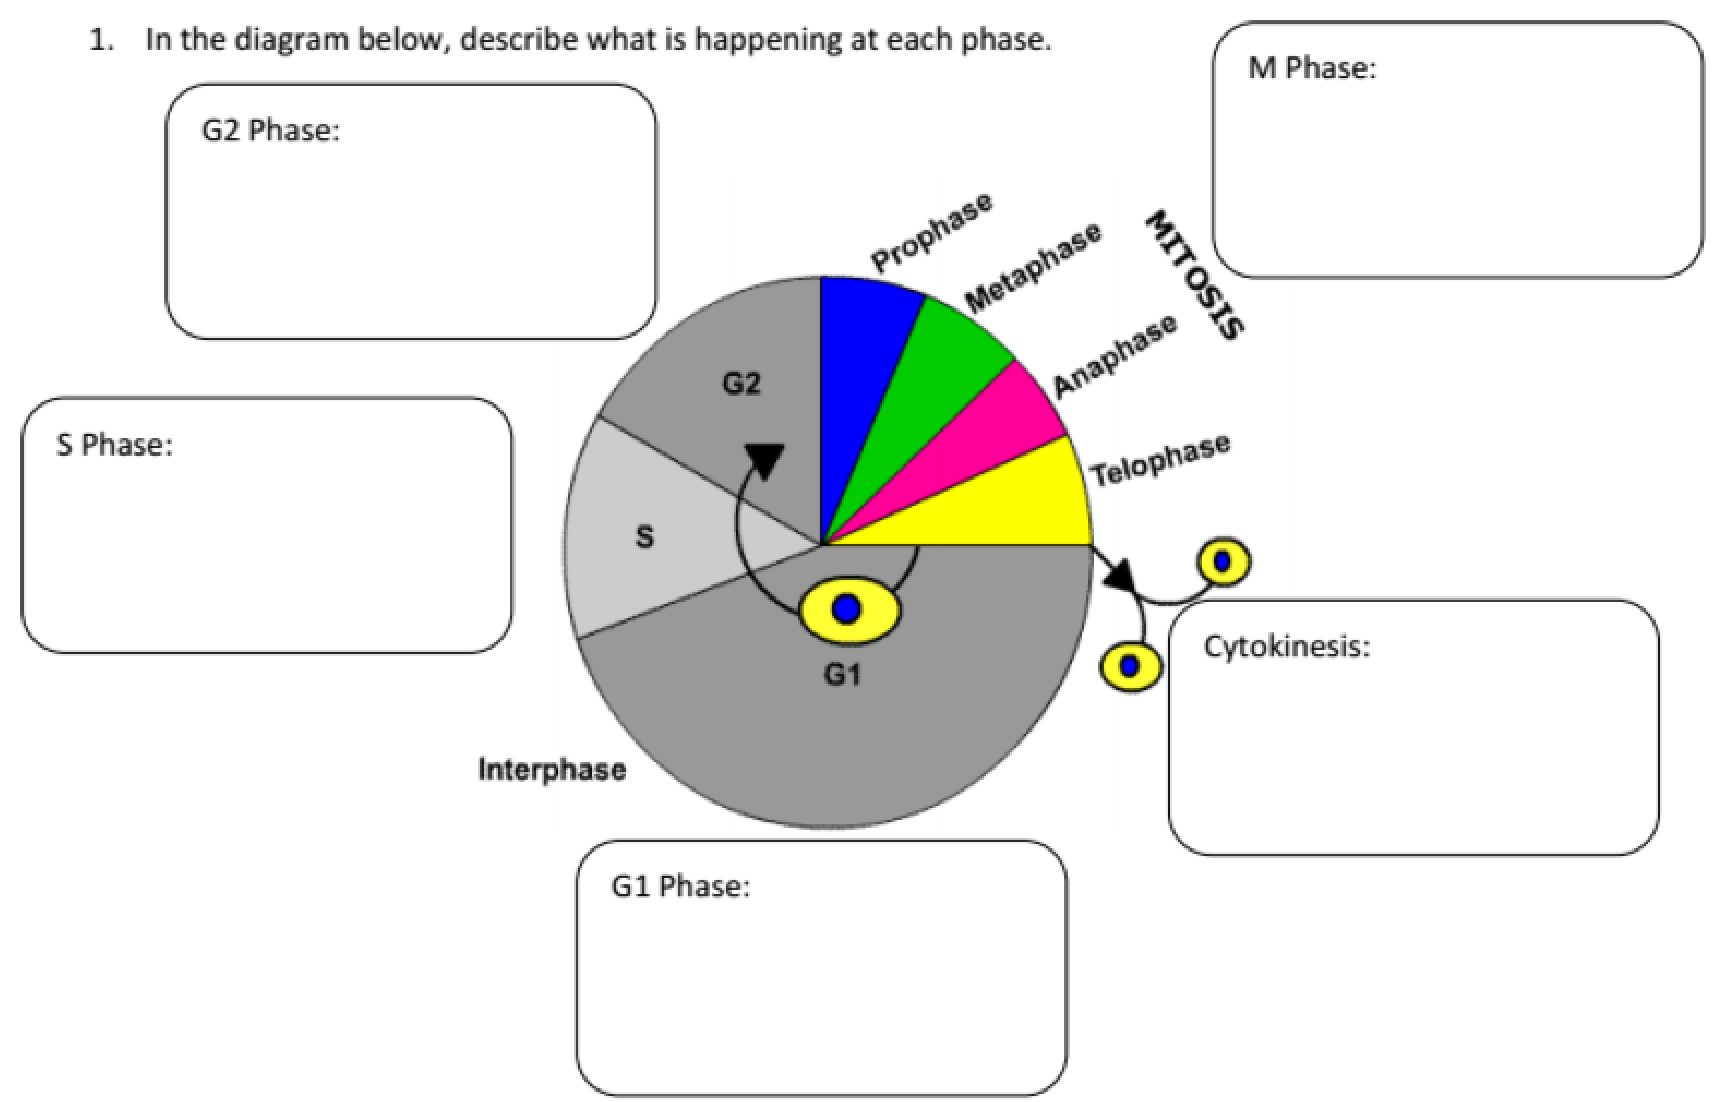 1. In the diagram below, describe what is happening at each phase.
M Phase:
G2 Phase:
Prophase
Metaphase
MITOSIS
Anaphase
G2
Telophase
S Phase:
S
Cytokinesis:
G1
Interphase
G1 Phase: